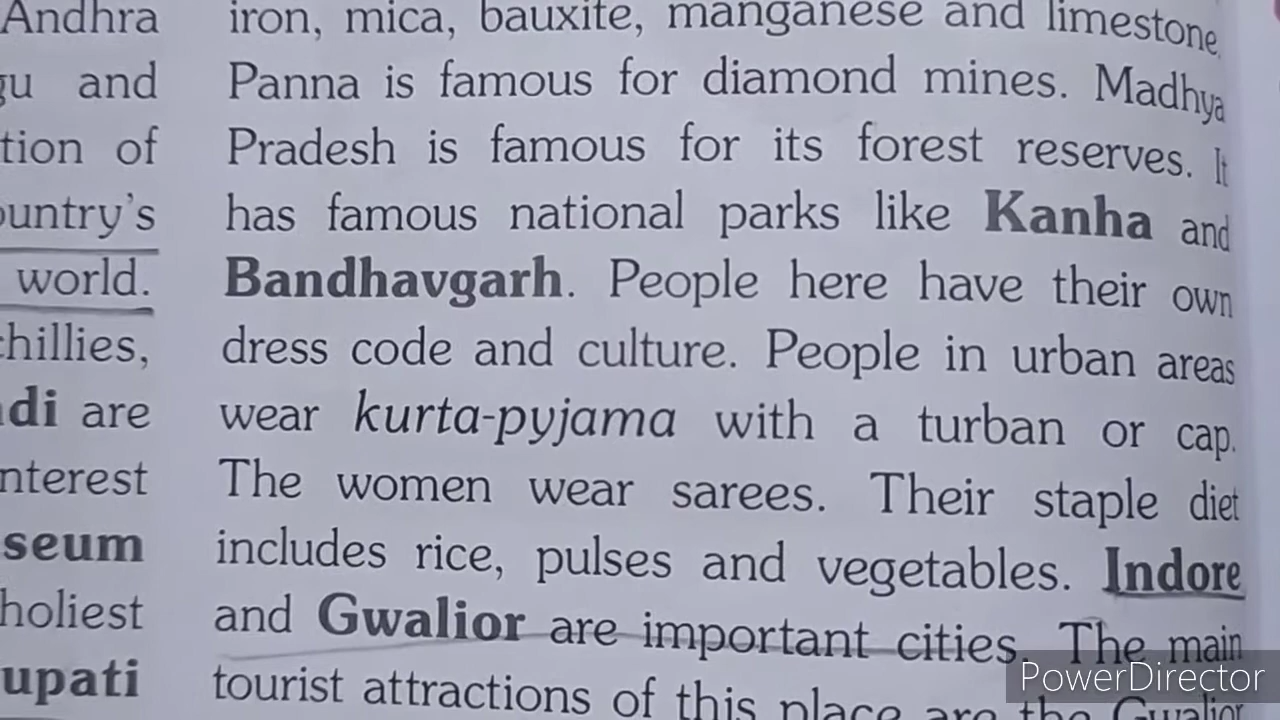 Andhra
gu and
tion of
ountry's
world.
hillies,
di are
nterest
seum
holiest
upati
iron, mica, bauxite, manganese and limestone.
Panna is famous for diamond mines. Madhya
Pradesh is famous for its forest reserves. It
has famous national parks like Kanha and
Bandhavgarh. People here have their own
dress code and culture. People in urban areas
wear kurta-pyjama with a turban or cap.
The women wear sarees. Their staple diet
includes rice, pulses and vegetables. Indore
and Gwalior are important cities. The main
tourist attractions of this place are the Gwalior
PowerDirector